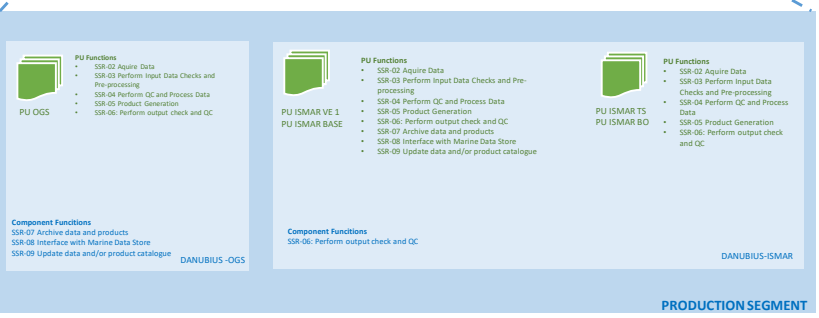 PU Functions
• SSR-02 Aquire Data
• SSR-03 Perform Input Data Checks and
Pre-processing
• SSR-04 Perform QC and Process Data
• SSR-05 Product Generation
• SSR-06: Perform output check and QC
PU OGS
Component Funcitions
SSR-07 Archive data and products
SSR-08 Interface with Marine Data Store
SSR-09 Update data and/or product catalogue
DANUBIUS -OGS
PU Functions
• SSR-02 Aquire Data
• SSR-03 Perform Input Data Checks and Pre-
processing
• SSR-04 Perform QC and Process Data
• SSR-05 Product Generation
• SSR-06: Perform output check and QC
• SSR-07 Archive data and products
• SSR-08 Interface with Marine Data Store
• SSR-09 Update data and/or product catalogue
PU ISMAR VE 1
PU ISMAR BASE
PU Functions
• SSR-02 Aquire Data
• SSR-03 Perform Input Data
Checks and Pre-processing
• SSR-04 Perform QC and Process
Data
• SSR-05 Product Generation
• SSR-06: Perform output check
and QC
PU ISMAR TS
PU ISMAR BO
Component Funcitions
SSR-06: Perform output check and QC
DANUBIUS-ISMAR
PRODUCTION SEGMENT